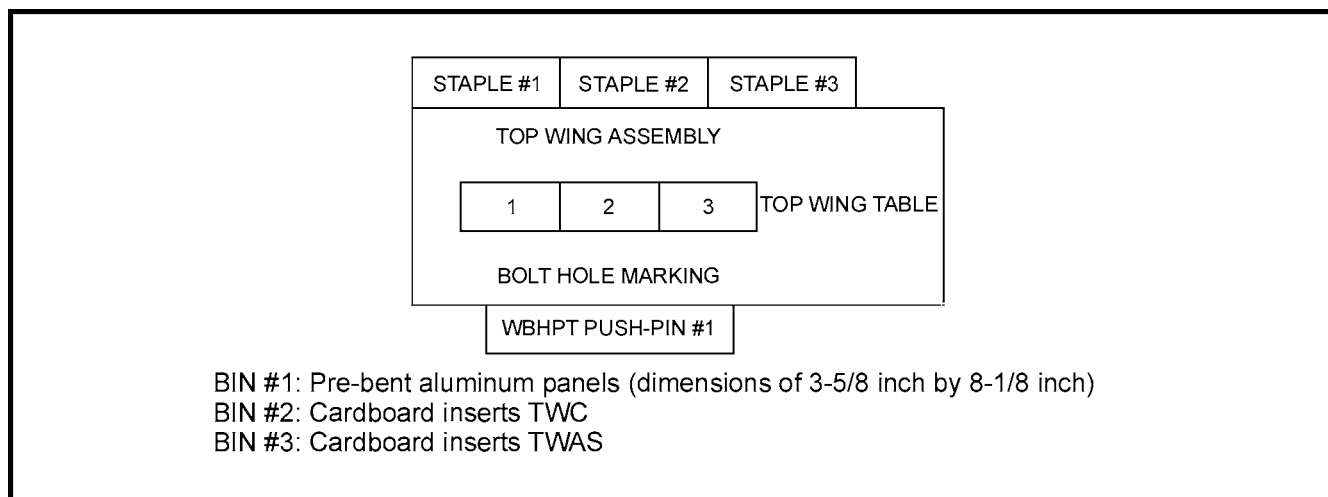 STAPLE #1 STAPLE #2 STAPLE #3
TOP WING ASSEMBLY
1 2 3 TOP WING TABLE
BOLT HOLE MARKING
WBHPT PUSH-PIN #1
BIN #1: Pre-bent aluminum panels (dimensions of 3-5/8 inch by 8-1/8 inch)
BIN #2: Cardboard inserts TWC
BIN #3: Cardboard inserts TWAS